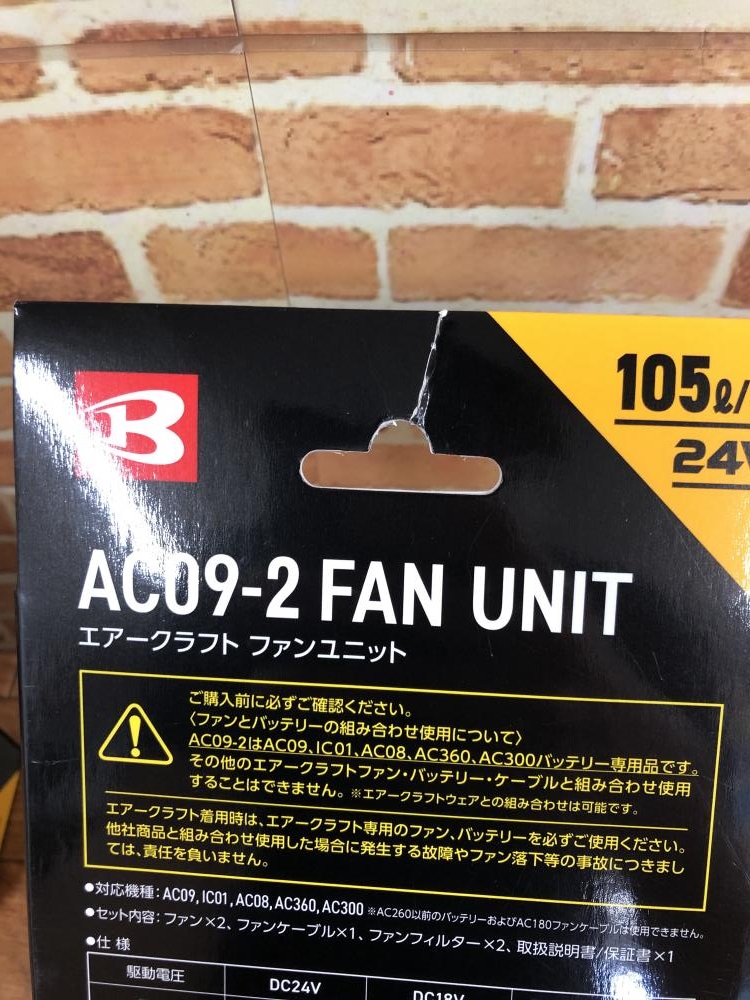 B
105ℓ/
24V
AC09-2 FAN UNIT
エアークラフト ファンユニット
ご購入前に必ずご確認ください。
〈ファンとバッテリーの組み合わせ使用について〉
AC09-2はAC09、IC01、AC08、AC360、AC300バッテリー専用品です。
その他のエアークラフトファン・バッテリー・ケーブルと組み合わせ使用
することはできません。※エアークラフトウェアとの組み合わせは可能です。
エアークラフト着用時は、エアークラフト専用のファン、バッテリーを必ずご使用ください。
他社商品と組み合わせ使用した場合に発生する故障やファン落下等の事故につきまし
ては、責任を負いません。
●対応機種：AC09, IC01, AC08, AC360, AC300 ※AC260以前のバッテリーおよびAC180ファンケーブルは使用できません。
●セット内容：ファン×2、ファンケーブル×1、ファンフィルター×2、取扱説明書/保証書×1
●仕 様
駆動電圧 DC24V DC18V